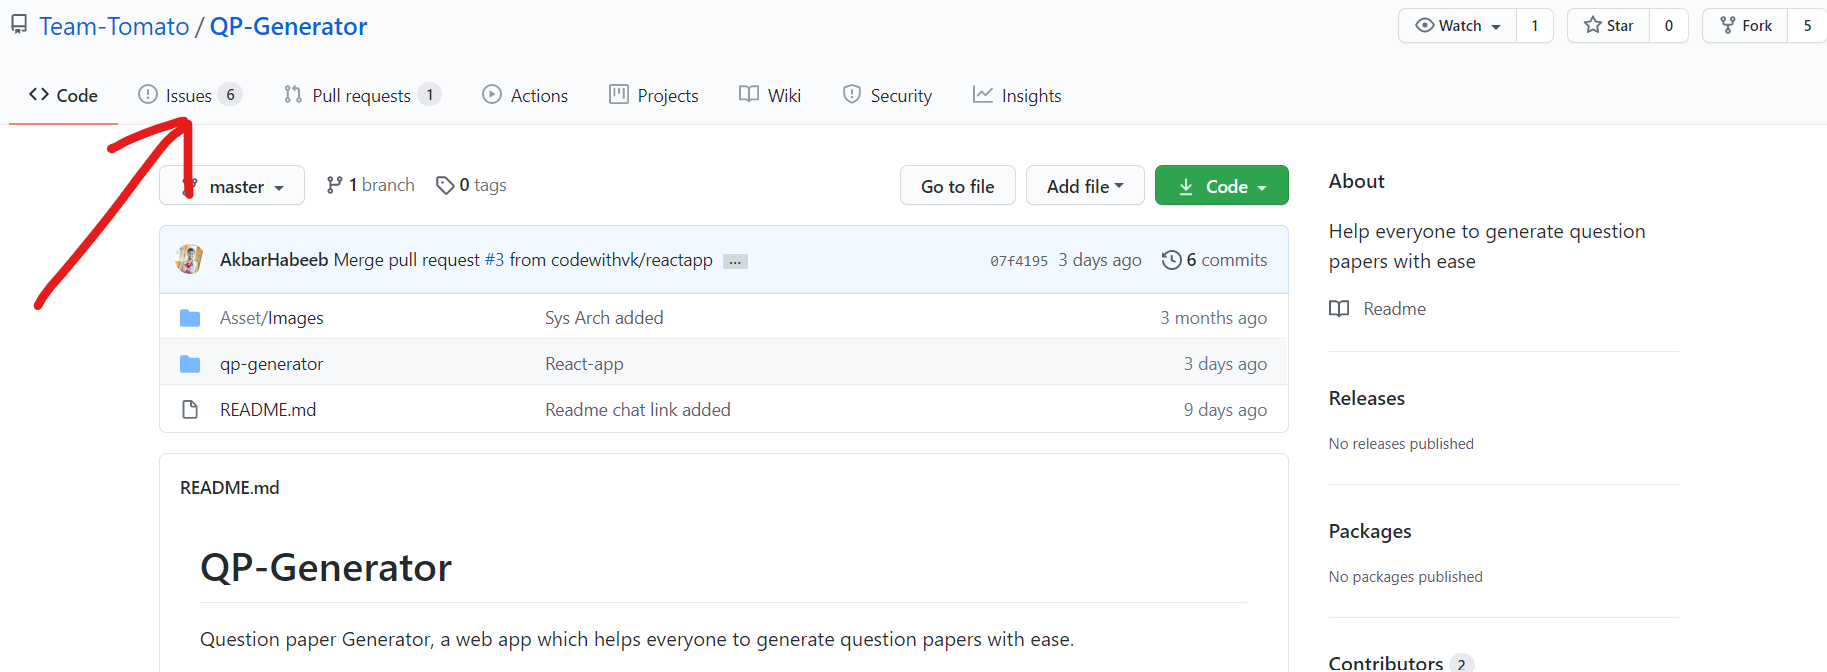 Team-Tomato / QP-Generator
Watch 1 Star 0 Fork 5
Code Issues 6 Pull requests 1 Actions Projects Wiki Security Insights
master 1 branch 0 tags Go to file Add file Code
AkbarHabeeb Merge pull request #3 from codewithvk/reactapp ... 07f4195 3 days ago 6 commits
Asset/Images Sys Arch added 3 months ago
qp-generator React-app 3 days ago
README.md Readme chat link added 9 days ago
README.md
QP-Generator
Question paper Generator, a web app which helps everyone to generate question papers with ease.
About
Help everyone to generate question
papers with ease
Readme
Releases
No releases published
Packages
No packages published
Contributors 2